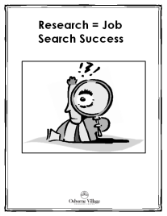 Research = Job
Search Success
!?!
Osborne Village